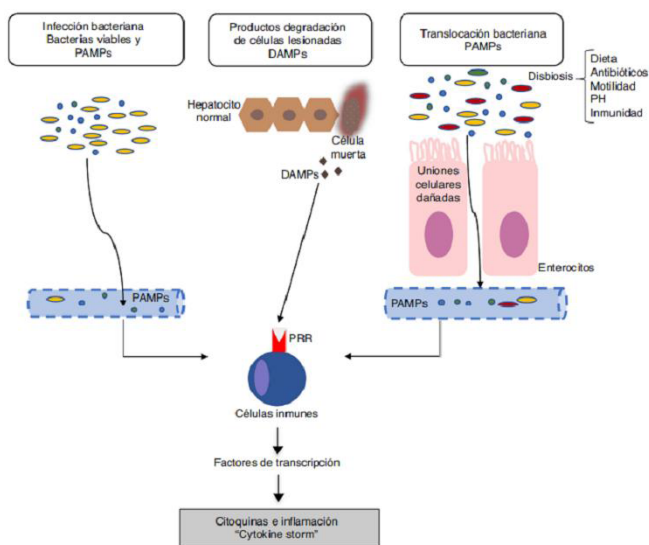 Infección bacteriana
Bacterias viables y
PAMPs
Productos degradación
de células lesionadas
DAMPs
Translocación bacteriana
PAMPs
Disbiosis
Dieta
Antibióticos
Motilidad
PH
Inmunidad
Hepatocito
normal
Célula
muerta
DAMPs
Uniones
celulares
dañadas
Enterocitos
PAMPs
PAMPs
PRR
Células inmunes
Factores de transcripción
Citoquinas e inflamación
“Cytokine storm”